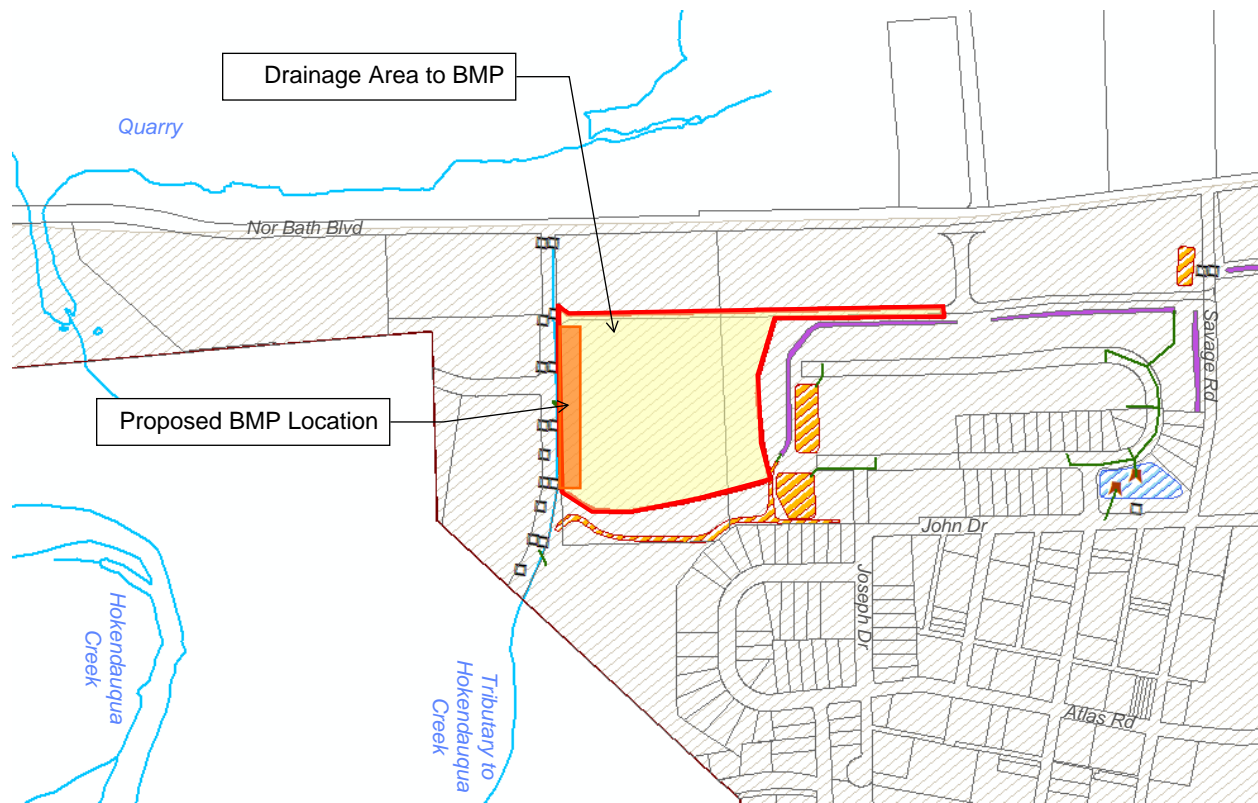 Drainage Area to BMP
Quarry
Nor Bath Blvd
Savage Rd
Proposed BMP Location
John Dr
Joseph Dr
Hokendauqua
Creek
Tributary to
Hokendauqua
Creek
Atlas Rd